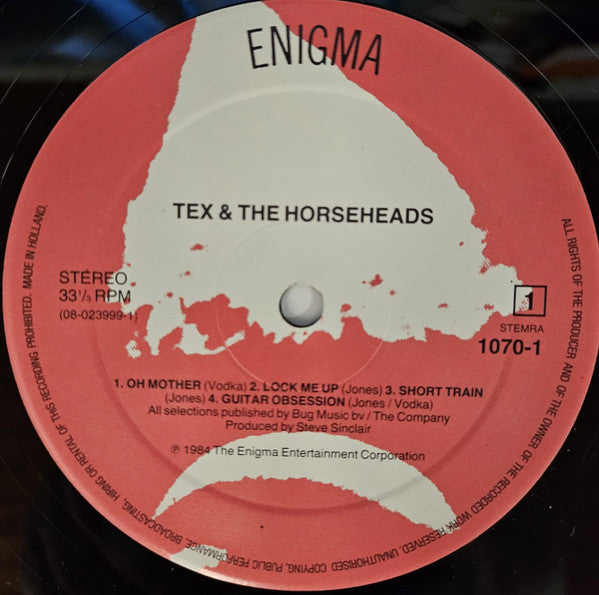 ENIGMA
TEX & THE HORSEHEADS
STEREO
33⅓ RPM
(08-023999-1)
1
STEMRA
1070-1
1. OH MOTHER (Vodka) 2. LOCK ME UP (Jones) 3. SHORT TRAIN
(Jones) 4. GUITAR OBSESSION (Jones / Vodka)
All selections published by Bug Music bv / The Company
Produced by Steve Sinclair
℗ 1984 The Enigma Entertainment Corporation
ALL RIGHTS OF THE PRODUCER AND OF THE OWNER OF THE RECORDED WORK RESERVED. UNAUTHORISED COPYING, PUBLIC PERFORMANCE, BROADCASTING, HIRING OR RENTAL OF THIS RECORDING PROHIBITED. MADE IN HOLLAND.